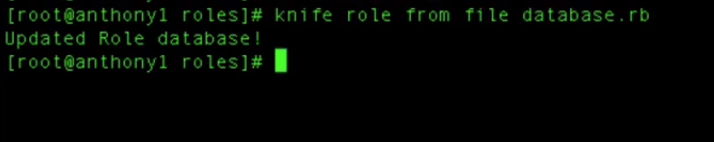 [root@anthony1 roles]# knife role from file database.rb
Updated Role database!
[root@anthony1 roles]#